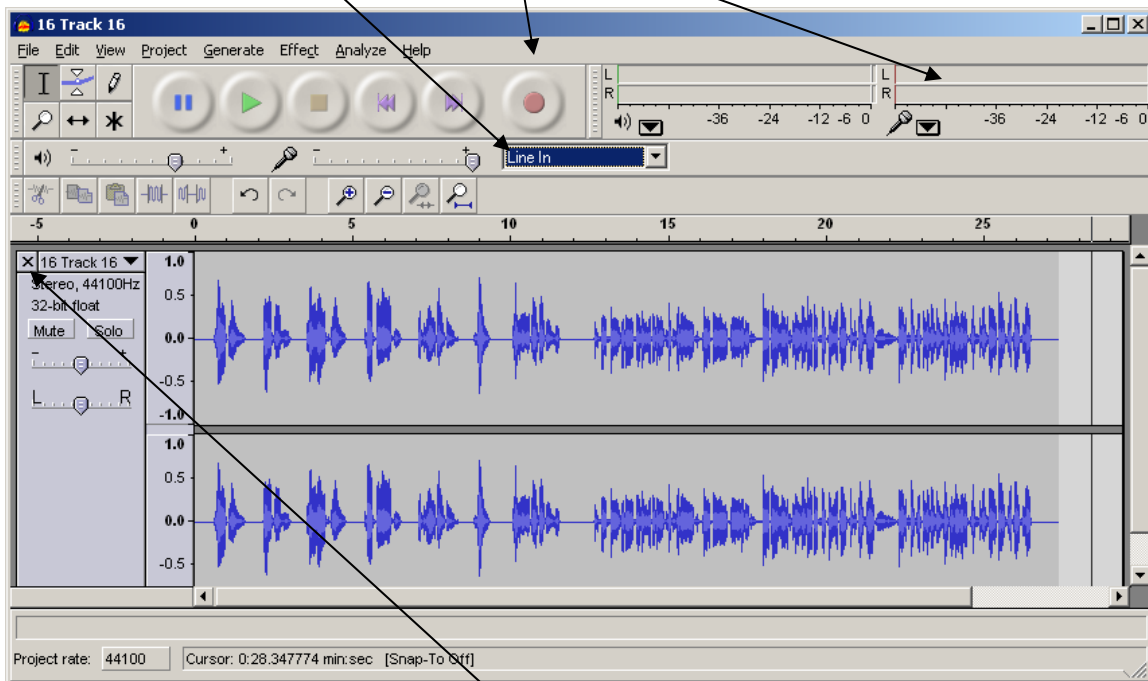 16 Track 16
File Edit View Project Generate Effect Analyze Help
L
R
-36 -24 -12 -6 0
L
R
-36 -24 -12 -6 0
- +
- +
Line In
-5 0 5 10 15 20 25
16 Track 16
Stereo, 44100Hz
32-bit float
Mute Solo
- +
L R
1.0
0.5
0.0
-0.5
-1.0
1.0
0.5
0.0
-0.5
Project rate: 44100 Cursor: 0:28.347774 min:sec [Snap-To Off]